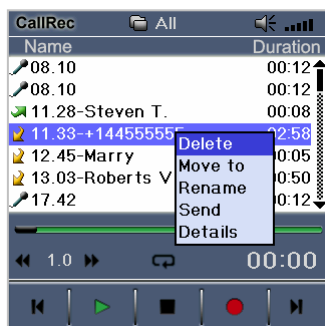 CallRec All
Name Duration
08.10 00:12
08.10 00:12
11.28-Steven T. 00:08
11.33-+144555555 02:58
12.45-Marry 00:05
13.03-Roberts V 00:50
17.42 00:12
Delete
Move to
Rename
Send
Details
1.0 00:00